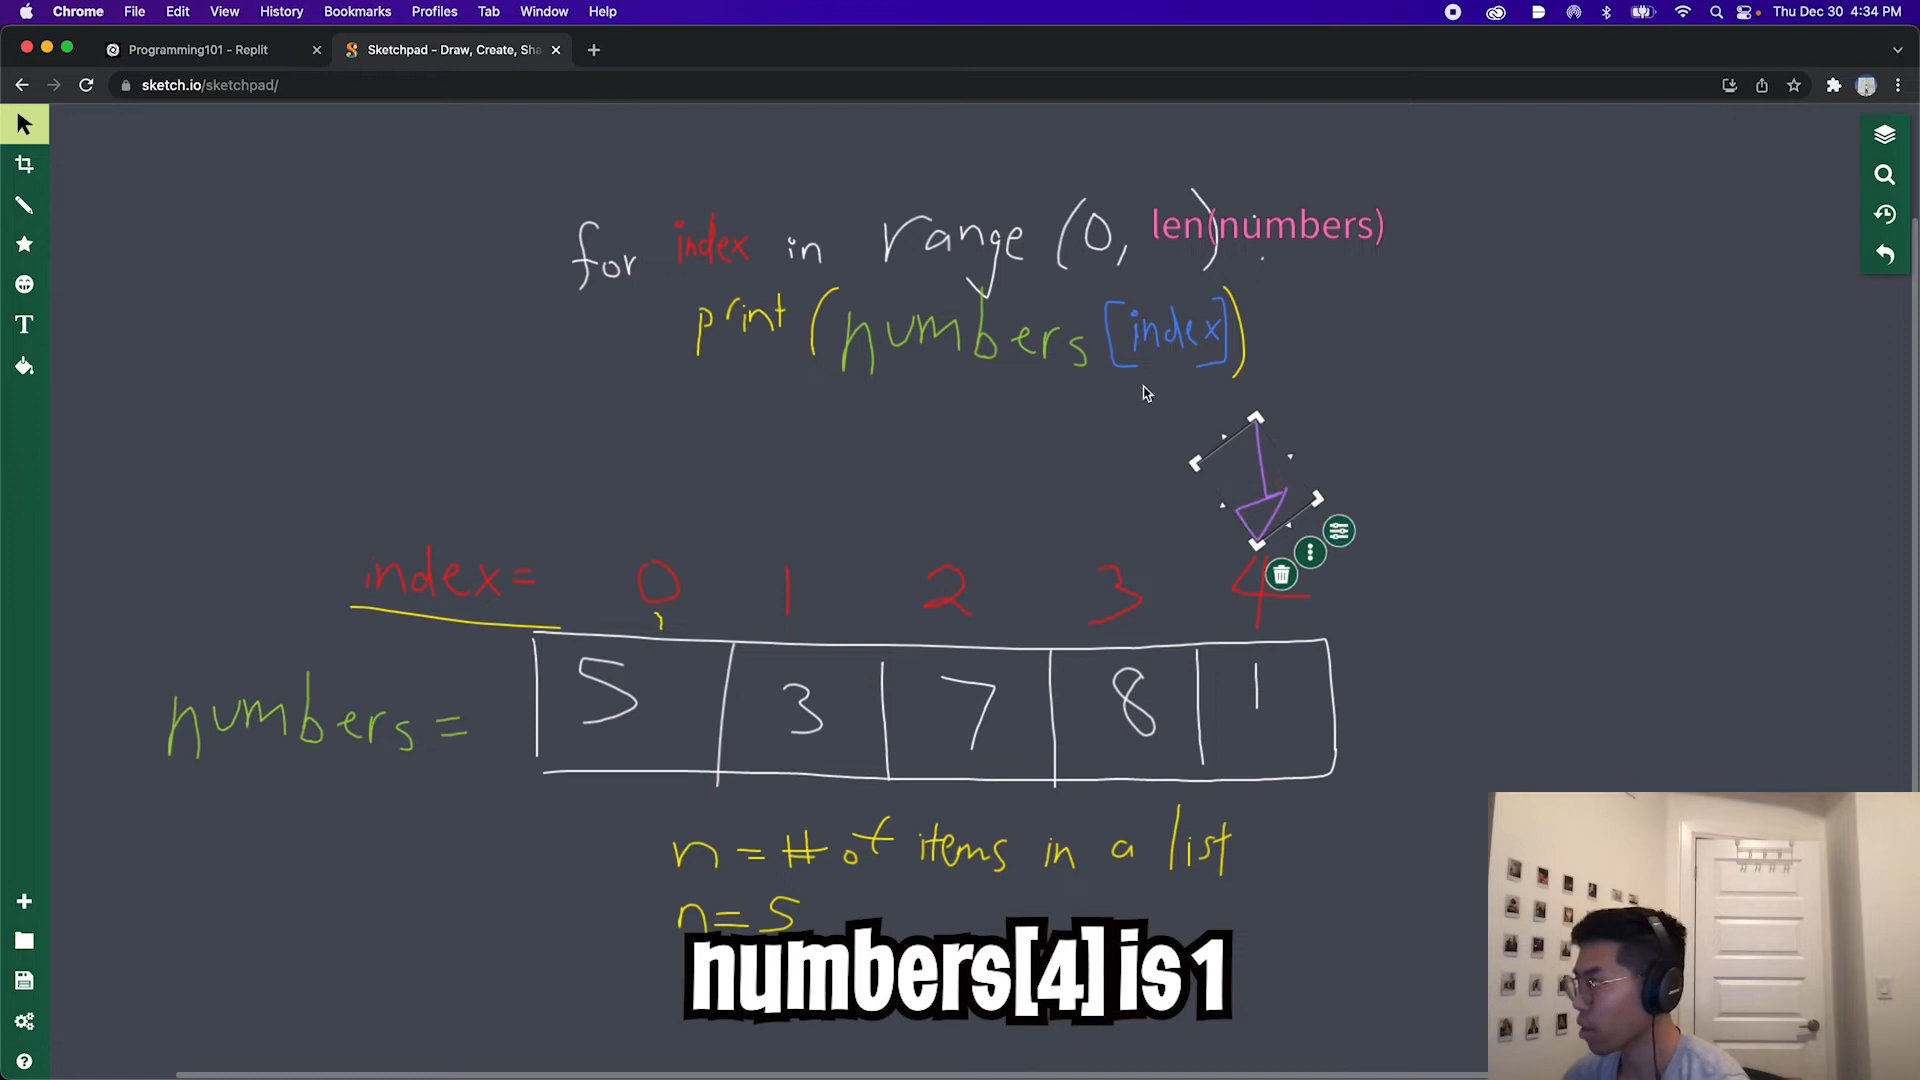 Chrome File Edit View History Bookmarks Profiles Tab Window Help Thu Dec 30 4:34 PM
Programming101 - Replit Sketchpad - Draw, Create, Sha
sketch.io/sketchpad/
for index in range (0, len(numbers) ) :
print (numbers [index])
index= 0 1 2 3 4
numbers = 5 3 7 8 1
n = # of items in a list
n = 5
numbers[4] is 1